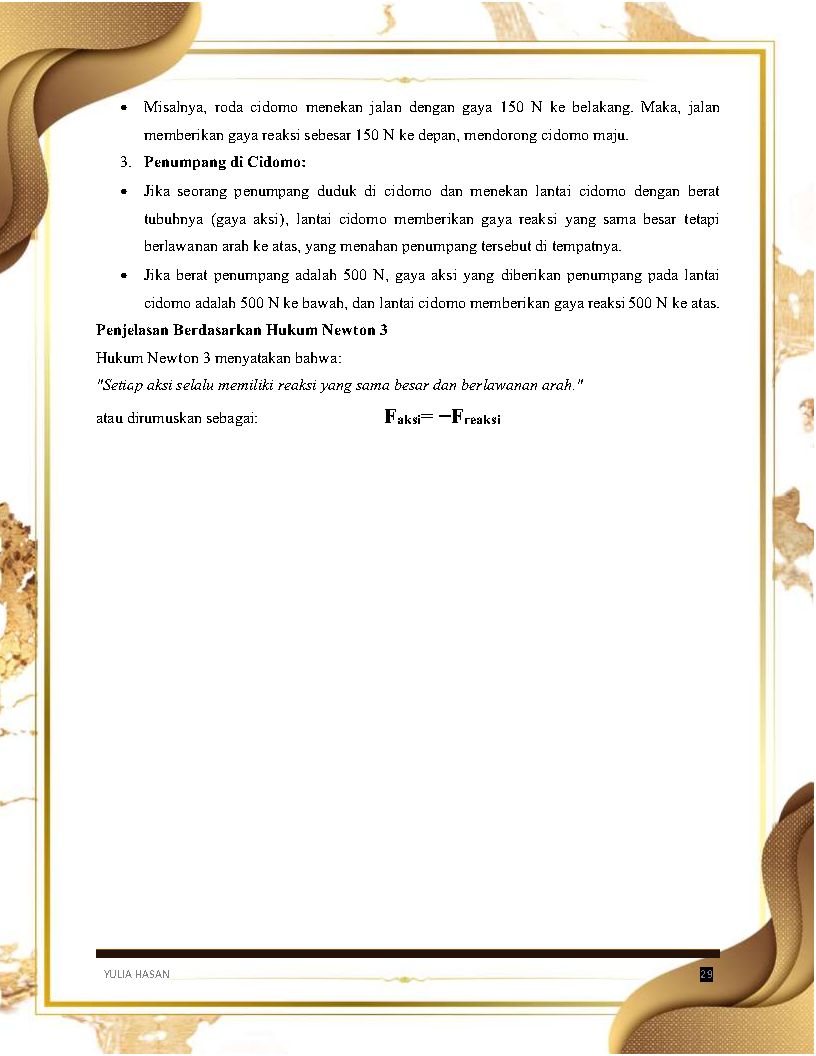 • Misalnya, roda cidomo menekan jalan dengan gaya 150 N ke belakang. Maka, jalan
memberikan gaya reaksi sebesar 150 N ke depan, mendorong cidomo maju.
3. Penumpang di Cidomo:
• Jika seorang penumpang duduk di cidomo dan menekan lantai cidomo dengan berat
tubuhnya (gaya aksi), lantai cidomo memberikan gaya reaksi yang sama besar tetapi
berlawanan arah ke atas, yang menahan penumpang tersebut di tempatnya.
• Jika berat penumpang adalah 500 N, gaya aksi yang diberikan penumpang pada lantai
cidomo adalah 500 N ke bawah, dan lantai cidomo memberikan gaya reaksi 500 N ke atas.
Penjelasan Berdasarkan Hukum Newton 3
Hukum Newton 3 menyatakan bahwa:
"Setiap aksi selalu memiliki reaksi yang sama besar dan berlawanan arah."
atau dirumuskan sebagai: Faksi= −Freaksi
YULIA HASAN 29